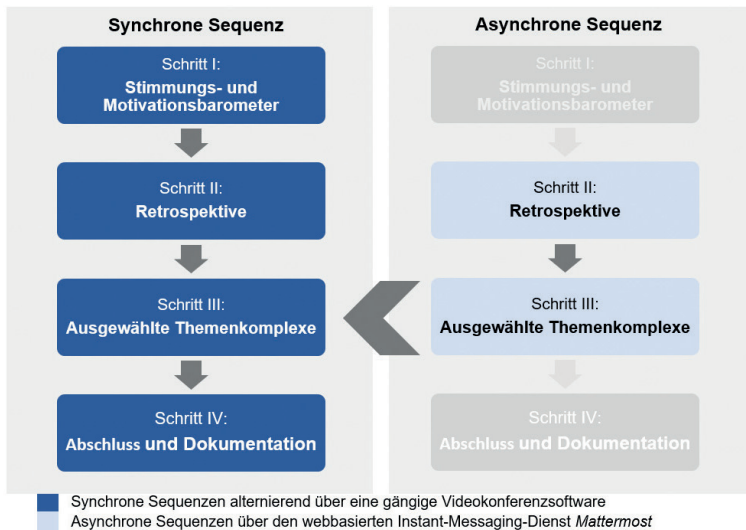 Synchrone Sequenz
Schritt I:
Stimmungs- und
Motivationsbarometer
Schritt II:
Retrospektive
Schritt III:
Ausgewählte Themenkomplexe
Schritt IV:
Abschluss und Dokumentation
Asynchrone Sequenz
Schritt I:
Stimmungs- und
Motivationsbarometer
Schritt II:
Retrospektive
Schritt III:
Ausgewählte Themenkomplexe
Schritt IV:
Abschluss und Dokumentation
Synchrone Sequenzen alternierend über eine gängige Videokonferenzsoftware
Asynchrone Sequenzen über den webbasierten Instant-Messaging-Dienst Mattermost